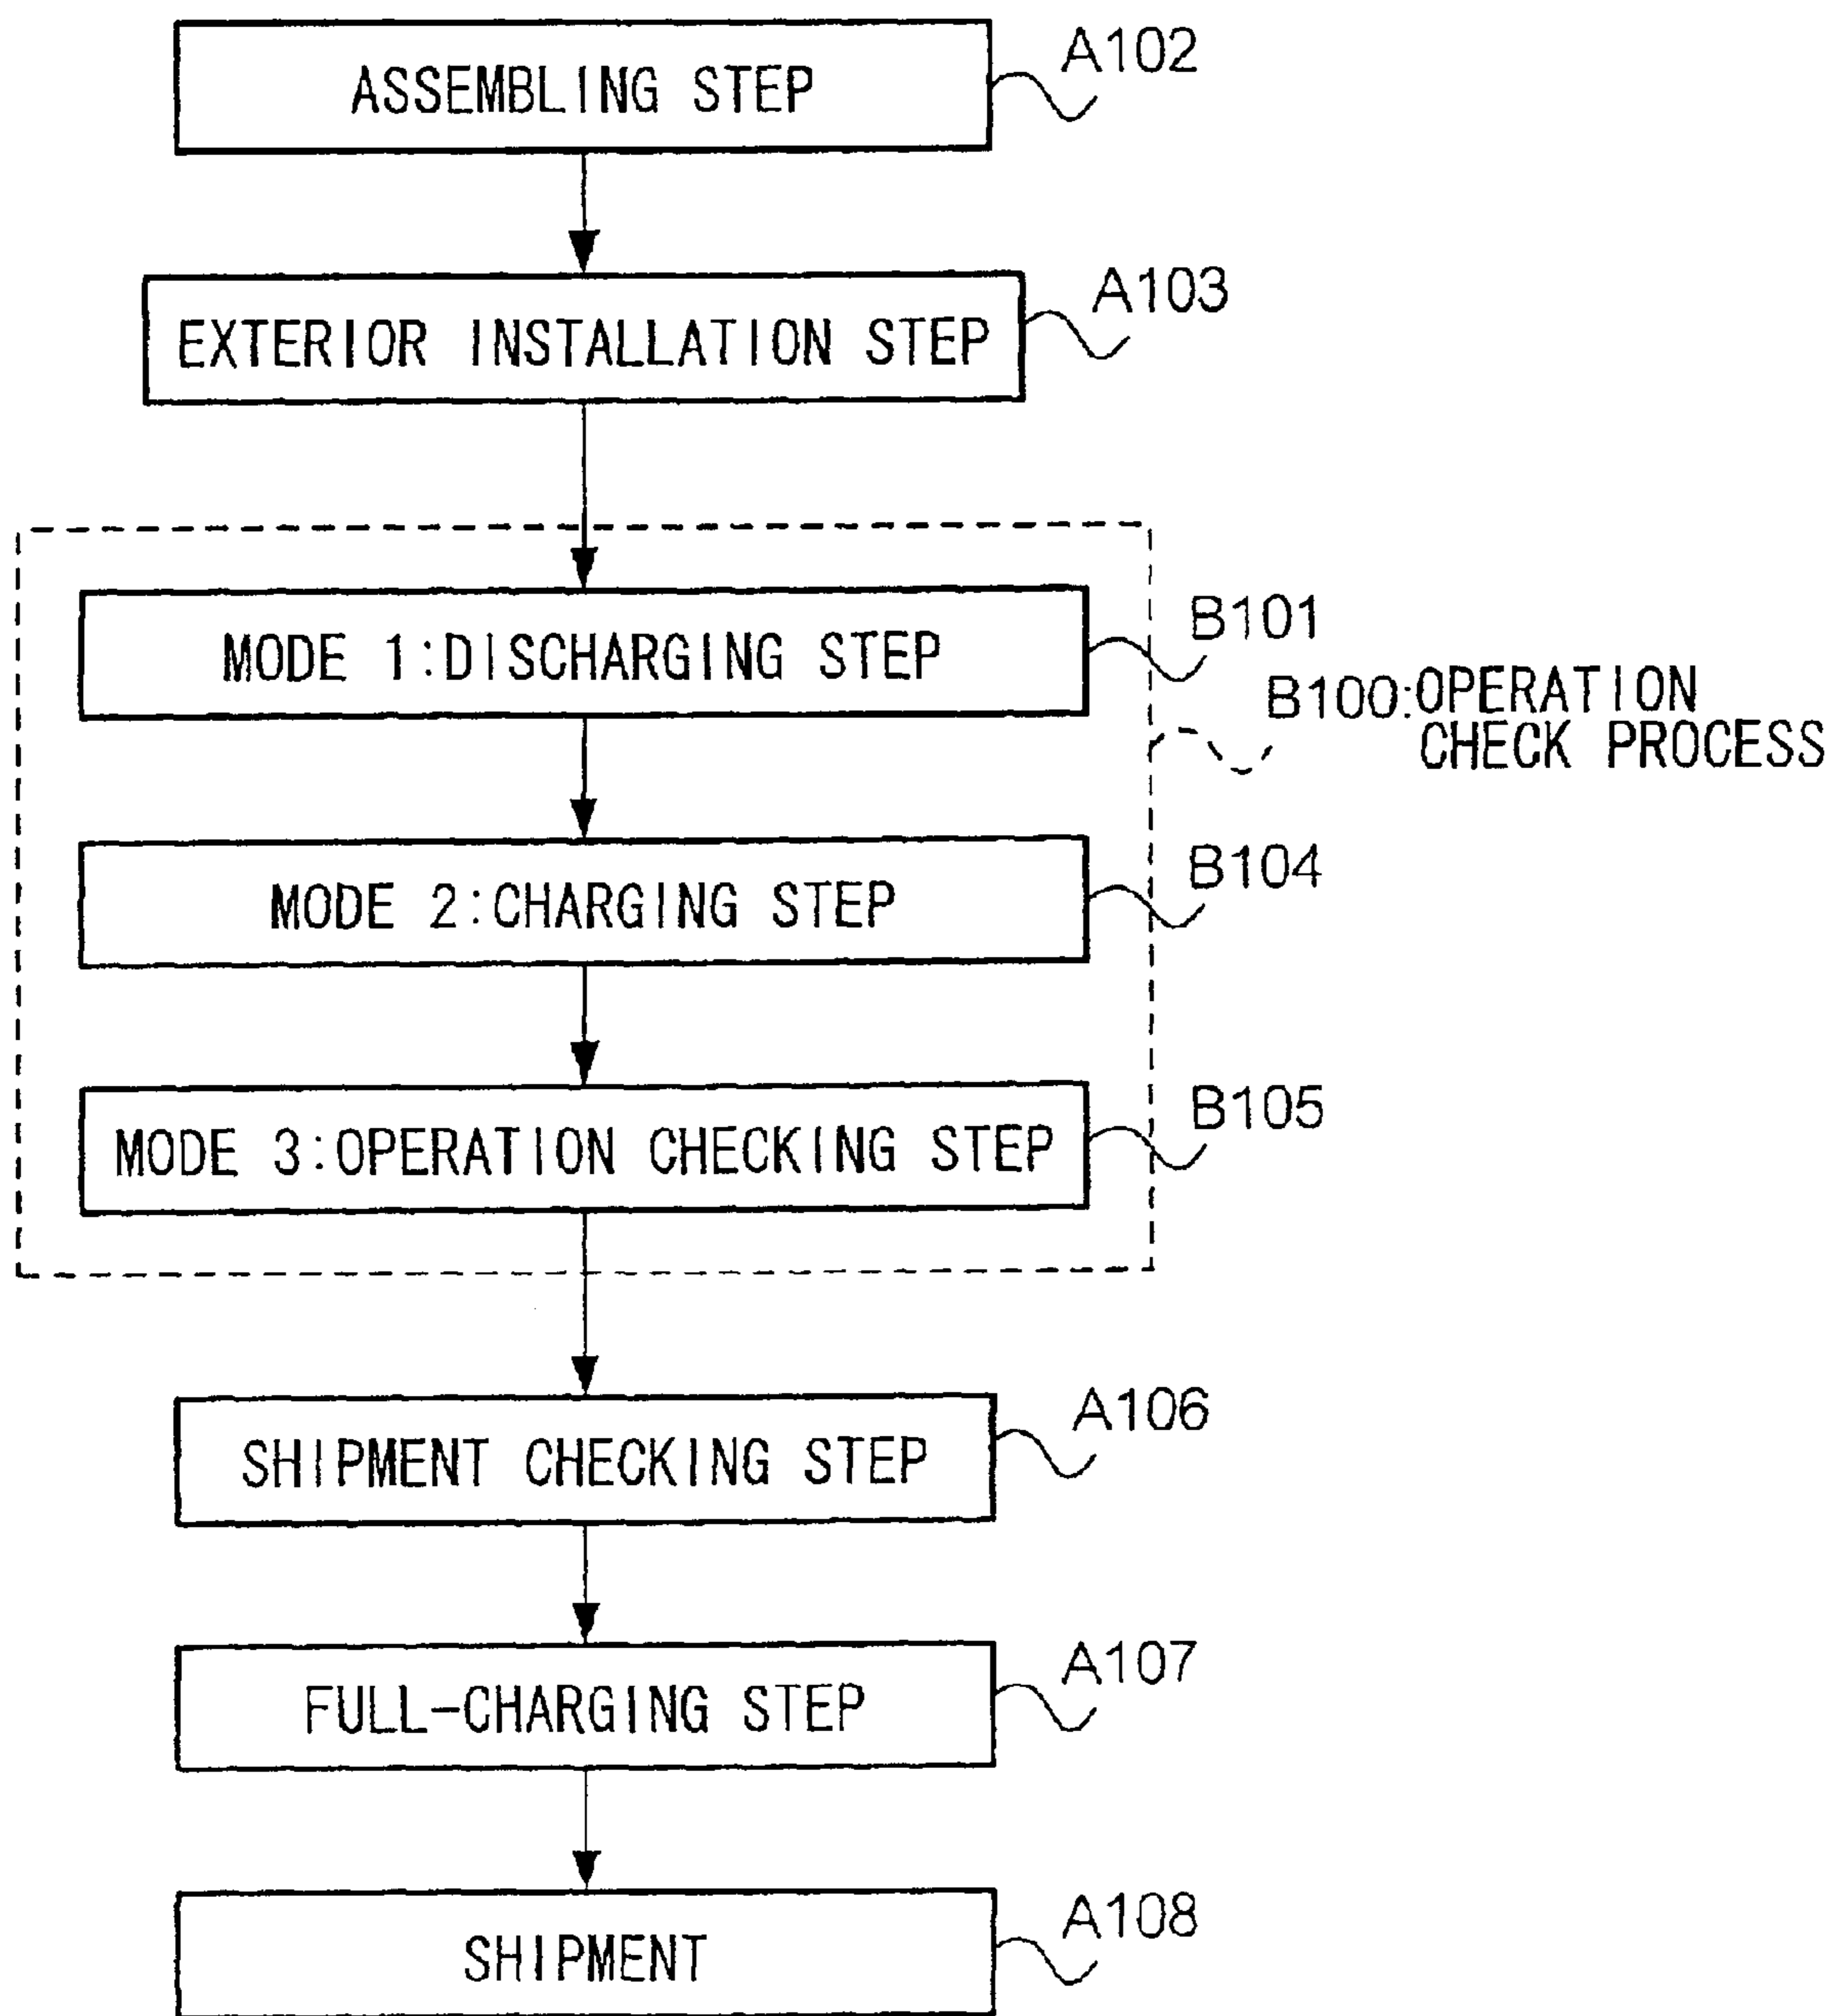 ASSEMBLING STEP
A102
EXTERIOR INSTALLATION STEP
A103
MODE 1:DISCHARGING STEP
B101
B100:OPERATION
CHECK PROCESS
MODE 2:CHARGING STEP
B104
MODE 3:OPERATION CHECKING STEP
B105
SHIPMENT CHECKING STEP
A106
FULL-CHARGING STEP
A107
SHIPMENT
A108